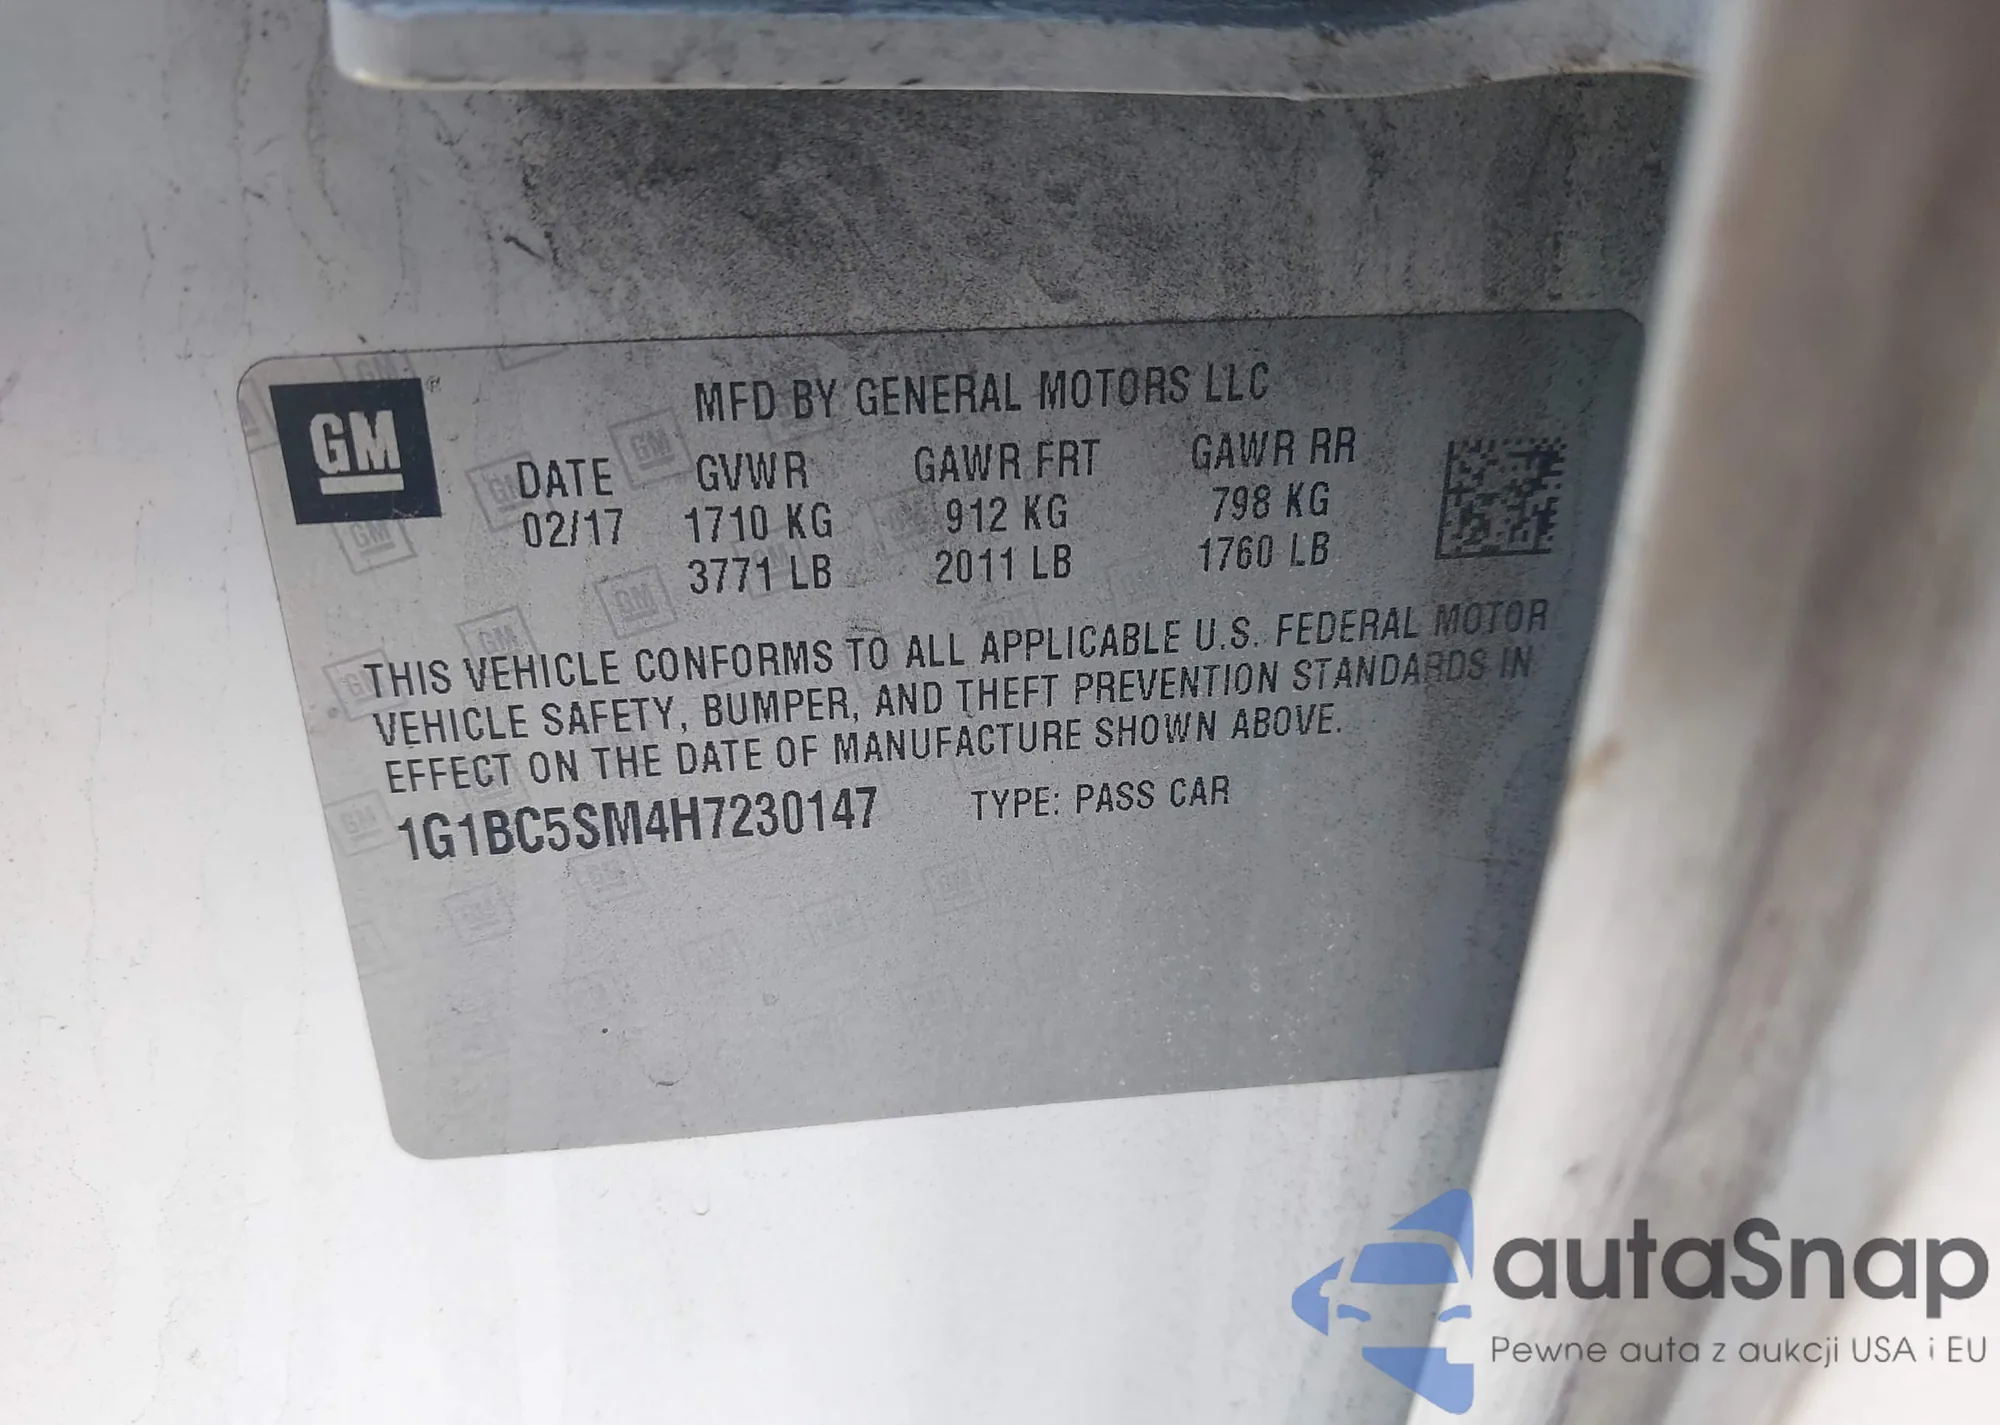 GM ®
MFD BY GENERAL MOTORS LLC
DATE GVWR GAWR FRT GAWR RR
02/17 1710 KG 912 KG 798 KG
3771 LB 2011 LB 1760 LB
THIS VEHICLE CONFORMS TO ALL APPLICABLE U.S. FEDERAL MOTOR
VEHICLE SAFETY, BUMPER, AND THEFT PREVENTION STANDARDS IN
EFFECT ON THE DATE OF MANUFACTURE SHOWN ABOVE.
1G1BC5SM4H7230147 TYPE: PASS CAR
autaSnap
Pewne auta z aukcji USA i EU